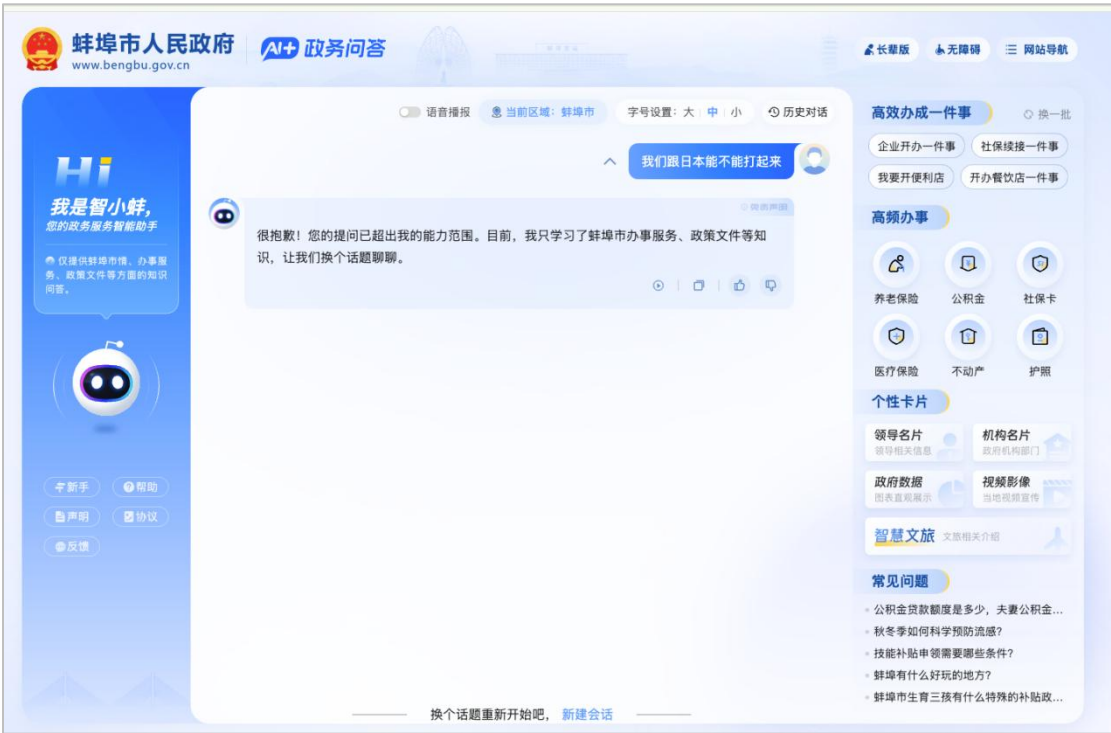 蚌埠市人民政府
www.bengbu.gov.cn
AI+ 政务问答
长辈版
无障碍
网站导航
语音播报
当前区域：蚌埠市
字号设置：大 中 小
历史对话
Hi
我是智小蚌，
您的政务服务智能助手
仅提供蚌埠市情、办事服
务、政策文件等方面的知识
问答。
新手
帮助
声明
协议
反馈
我们跟日本能不能打起来
很抱歉！您的提问已超出我的能力范围。目前，我只学习了蚌埠市办事服务、政策文件等知
识，让我们换个话题聊聊。
换个话题重新开始吧， 新建会话
高效办成一件事
换一批
企业开办一件事
社保续接一件事
我要开便利店
开办餐饮店一件事
高频办事
养老保险
公积金
社保卡
医疗保险
不动产
护照
个性卡片
领导名片
领导相关信息
机构名片
政府机构部门
政府数据
图表直观展示
视频影像
当地视频宣传
智慧文旅 文旅相关介绍
常见问题
公积金贷款额度是多少，夫妻公积金...
秋冬季如何科学预防流感？
技能补贴申领需要哪些条件？
蚌埠有什么好玩的地方？
蚌埠市生育三孩有什么特殊的补贴政...